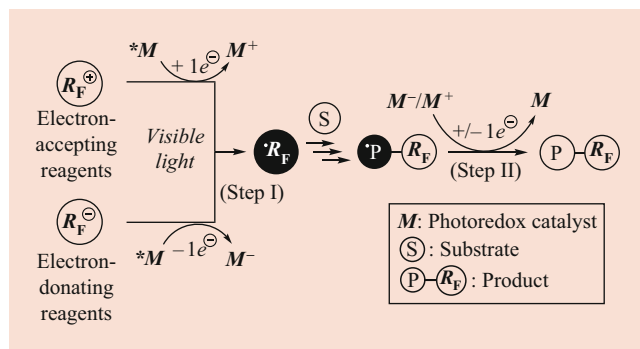 *M M⁺
+ 1e⊖
R_F⊕
Electron-
accepting
reagents
Visible
light
•R_F
(Step I)
S
•P–R_F
M⁻/M⁺ M
+/– 1e⊖
(Step II)
P–R_F
R_F⊖
Electron-
donating
reagents
*M –1e⊖ M⁻
M: Photoredox catalyst
S : Substrate
P–R_F : Product